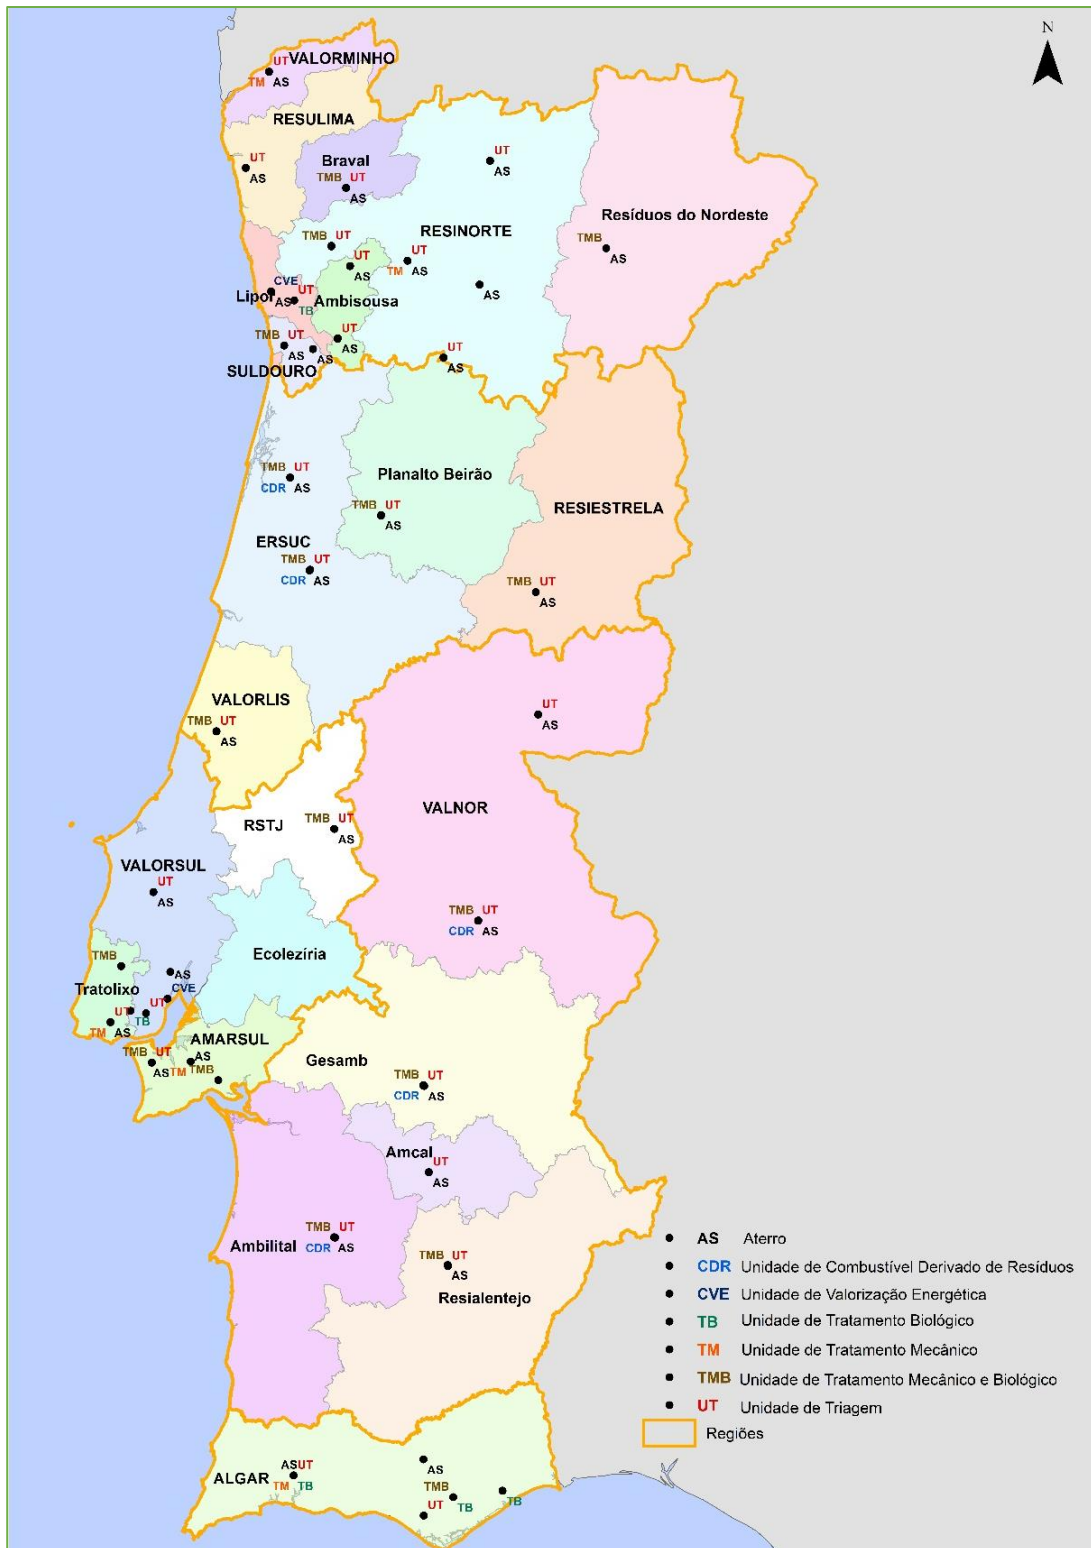 N
VALORMINHO
UT
TM AS
RESULIMA
UT
AS
Braval
TMB UT
AS
UT
AS
RESINORTE
Resíduos do Nordeste
TMB
AS
TMB UT
UT
AS
UT
TM AS
AS
CVE
Lipor
AS
UT
TB
Ambisousa
UT
AS
TMB UT
AS
AS
SULDOURO
UT
AS
TMB UT
CDR AS
Planalto Beirão
TMB UT
AS
RESIESTRELA
ERSUC
TMB UT
CDR AS
TMB UT
AS
VALORLIS
TMB UT
AS
UT
AS
VALNOR
RSTJ
TMB UT
AS
VALORSUL
UT
AS
TMB UT
CDR AS
Ecolezíria
TMB
AS
Tratolixo
CVE
UT
UT
TB
TM AS
AMARSUL
TMB UT
AS
AS
TM
TMB
Gesamb
TMB UT
CDR AS
Amcal
UT
AS
Ambilital
TMB UT
CDR AS
TMB UT
AS
Resialentejo
AS Aterro
CDR Unidade de Combustível Derivado de Resíduos
CVE Unidade de Valorização Energética
TB Unidade de Tratamento Biológico
TM Unidade de Tratamento Mecânico
TMB Unidade de Tratamento Mecânico e Biológico
UT Unidade de Triagem
Regiões
ALGAR
AS UT
TM TB
AS
TMB
TB
UT
TB